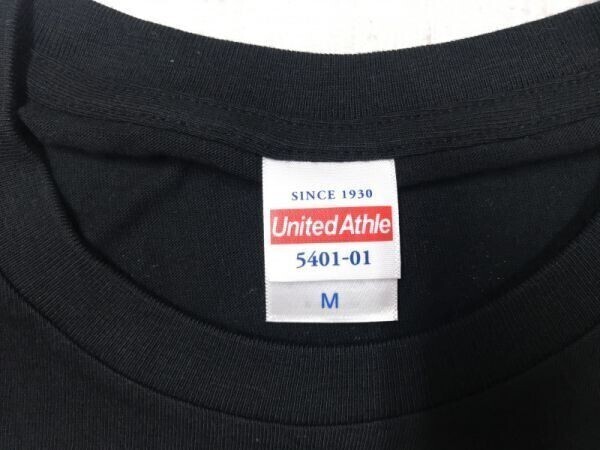 SINCE 1930
United Athle
5401-01
M